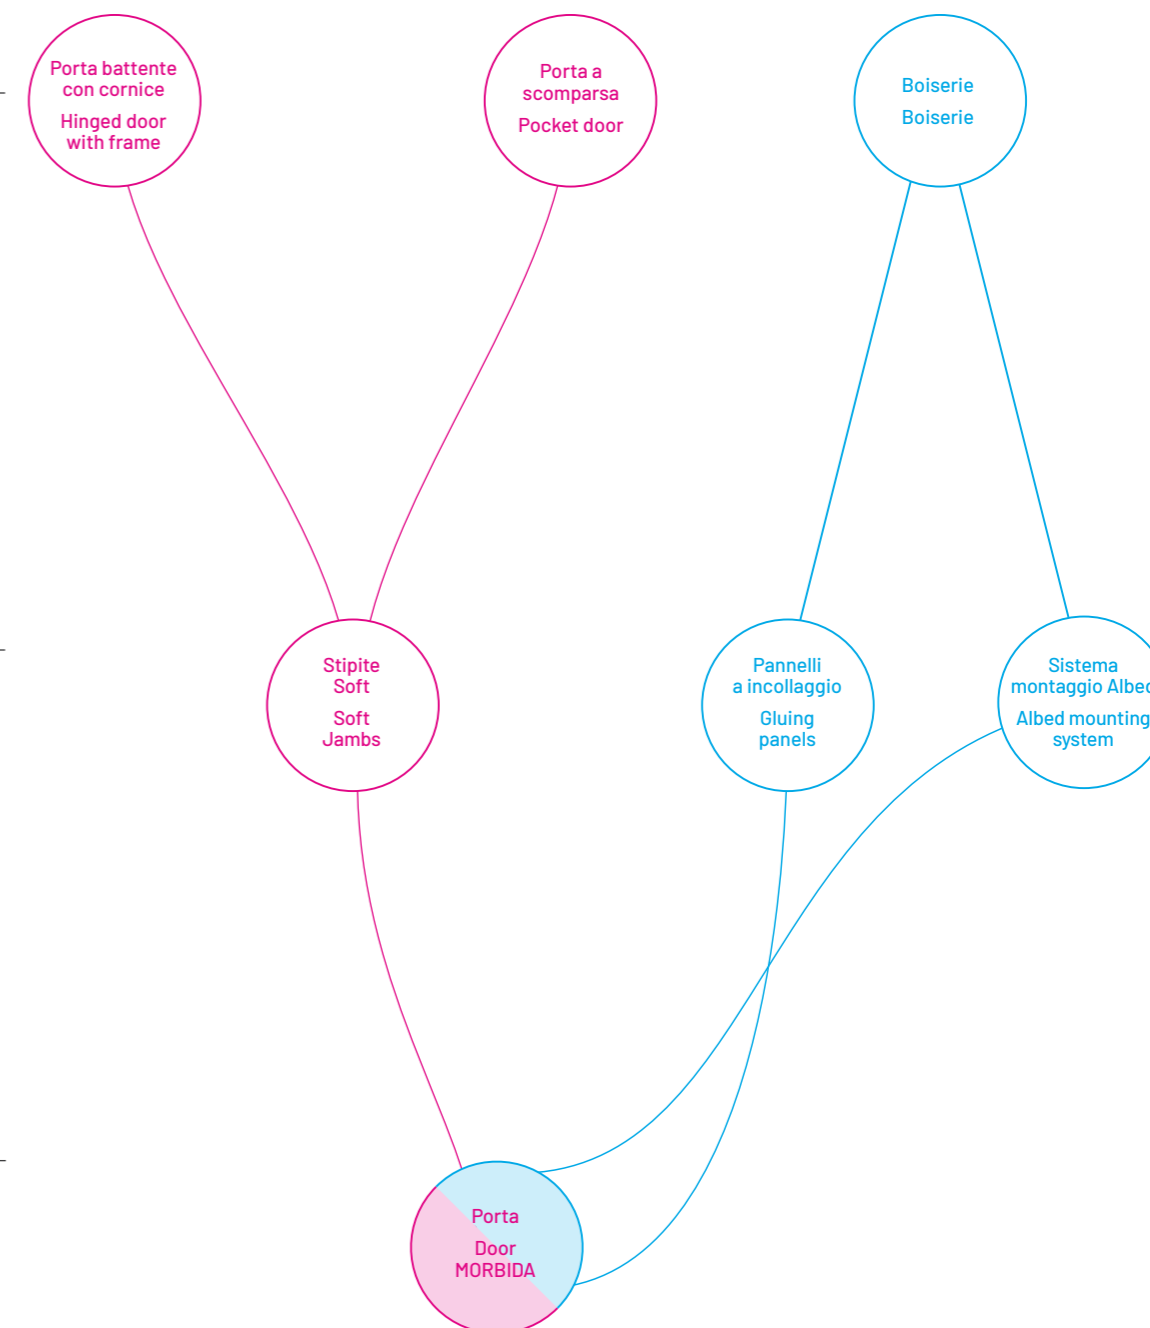 Porta battente
con cornice
Hinged door
with frame
Porta a
scomparsa
Pocket door
Boiserie
Boiserie
Stipite
Soft
Soft
Jambs
Pannelli
a incollaggio
Gluing
panels
Sistema
montaggio Albed
Albed mounting
system
Porta
Door
MORBIDA